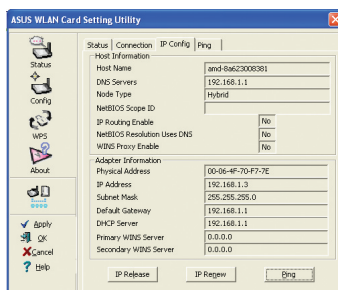 ASUS WLAN Card Setting Utility
Status Connection IP Config Ping
Host Information
Host Name amd-8a623008381
DNS Servers 192.168.1.1
Node Type Hybrid
NetBIOS Scope ID
IP Routing Enable No
NetBIOS Resolution Uses DNS No
WINS Proxy Enable No
Adapter Information
Physical Address 00-06-4F-70-F7-7E
IP Address 192.168.1.3
Subnet Mask 255.255.255.0
Default Gateway 192.168.1.1
DHCP Server 192.168.1.1
Primary WINS Server 0.0.0.0
Secondary WINS Server 0.0.0.0
IP Release IP Renew Ping
Status
Config
WPS
About
Apply
OK
Cancel
Help